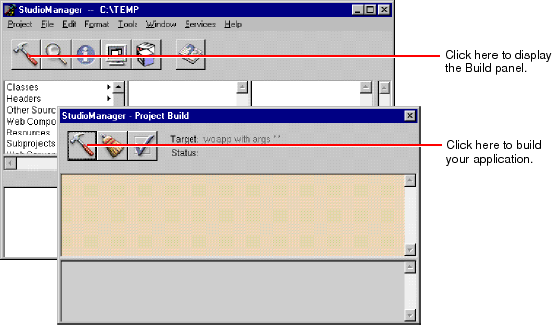 StudioManager -- C:\TEMP
Project File Edit Format Tools Window Services Help
Click here to display
the Build panel.
Classes
Headers
Other Sourc
Web Compo
Resources
Subprojects
StudioManager - Project Build
Target: woapp with args ""
Status:
Click here to build
your application.